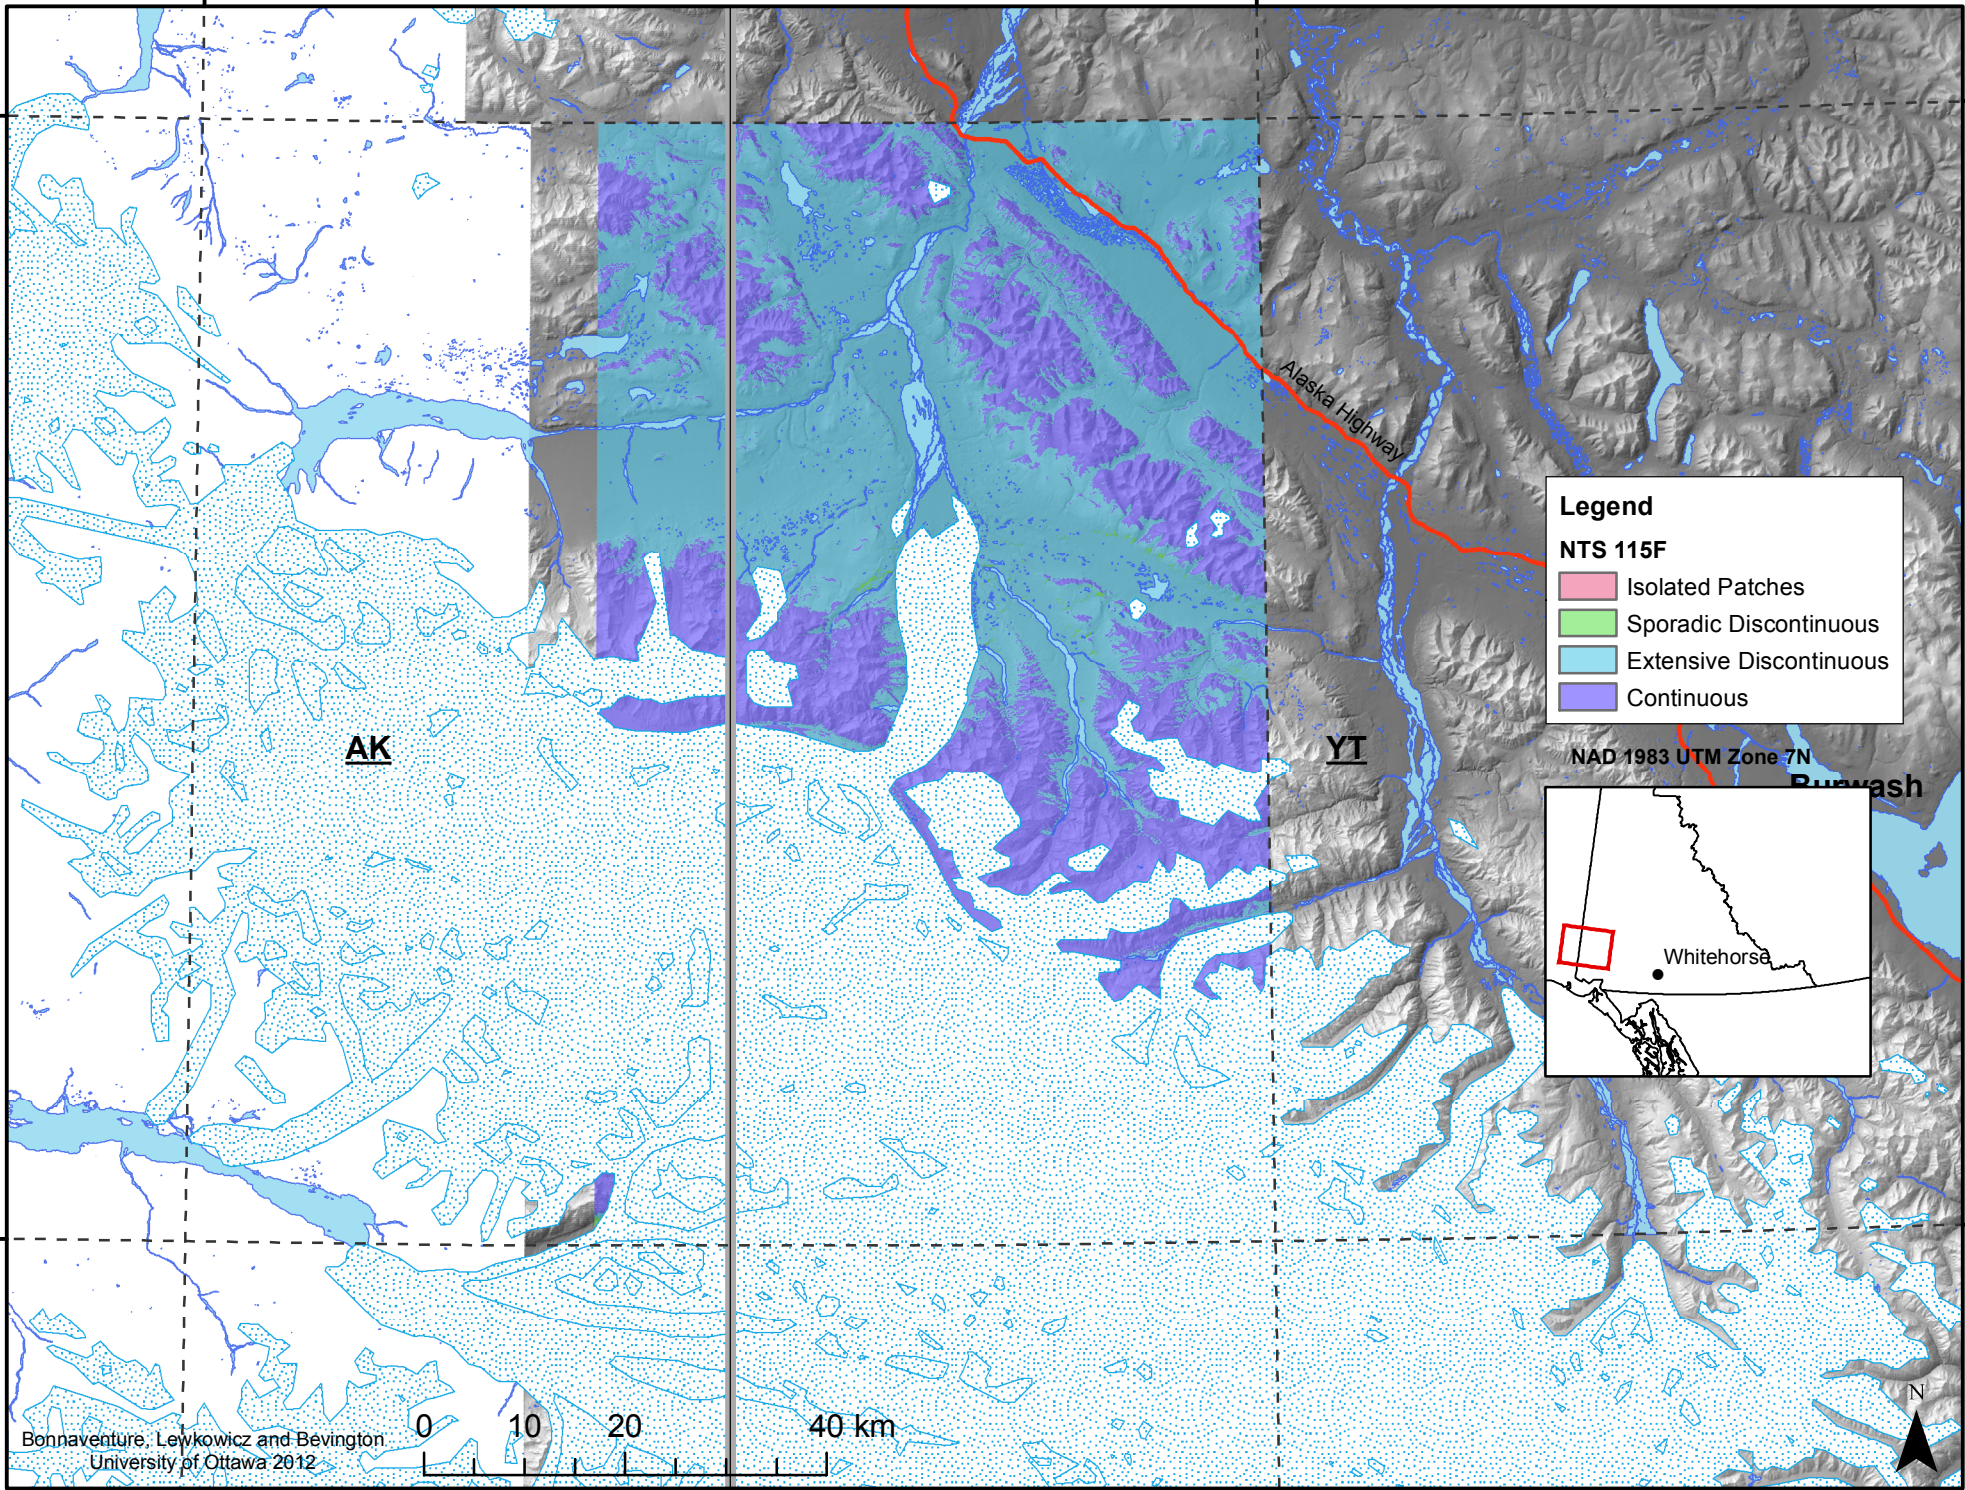 Alaska Highway
Legend
NTS 115F
Isolated Patches
Sporadic Discontinuous
Extensive Discontinuous
Continuous
AK
YT
NAD 1983 UTM Zone 7N
Burwash
Whitehorse
N
0 10 20 40 km
Bonnaventure, Lewkowicz and Bevington
University of Ottawa 2012